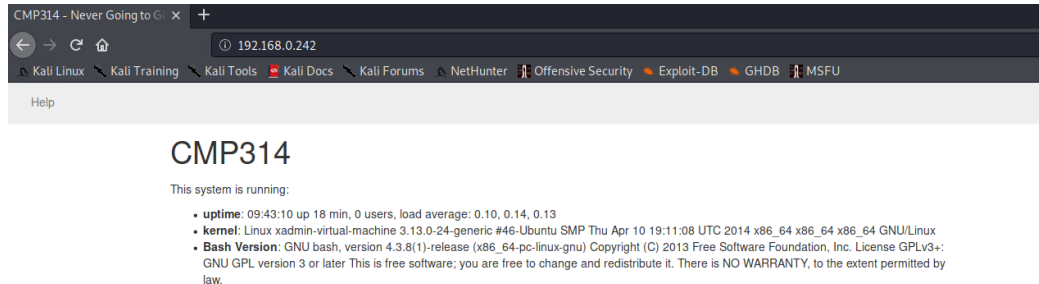 CMP314 - Never Going to Gi
192.168.0.242
Kali Linux Kali Training Kali Tools Kali Docs Kali Forums NetHunter Offensive Security Exploit-DB GHDB MSFU
Help
CMP314
This system is running:
• uptime: 09:43:10 up 18 min, 0 users, load average: 0.10, 0.14, 0.13
• kernel: Linux xadmin-virtual-machine 3.13.0-24-generic #46-Ubuntu SMP Thu Apr 10 19:11:08 UTC 2014 x86_64 x86_64 x86_64 GNU/Linux
• Bash Version: GNU bash, version 4.3.8(1)-release (x86_64-pc-linux-gnu) Copyright (C) 2013 Free Software Foundation, Inc. License GPLv3+:
GNU GPL version 3 or later This is free software; you are free to change and redistribute it. There is NO WARRANTY, to the extent permitted by
law.